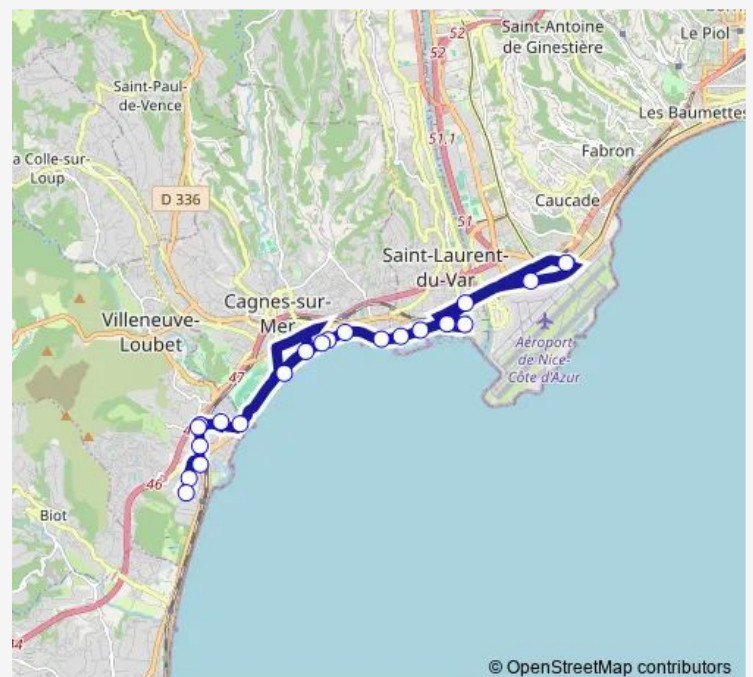 52
52
Saint-Antoine
de Ginestière
Le Piol
Saint-Paul-
de-Vence
Les Baumettes
51.1
Fabron
a Colle-sur-
Loup
D 336
Caucade
51
Saint-Laurent-
du-Var
Cagnes-sur-
Mer
Villeneuve-
Loubet
Aéroport
de Nice-
Côte d'Azur
47
46
Biot
© OpenStreetMap contributors